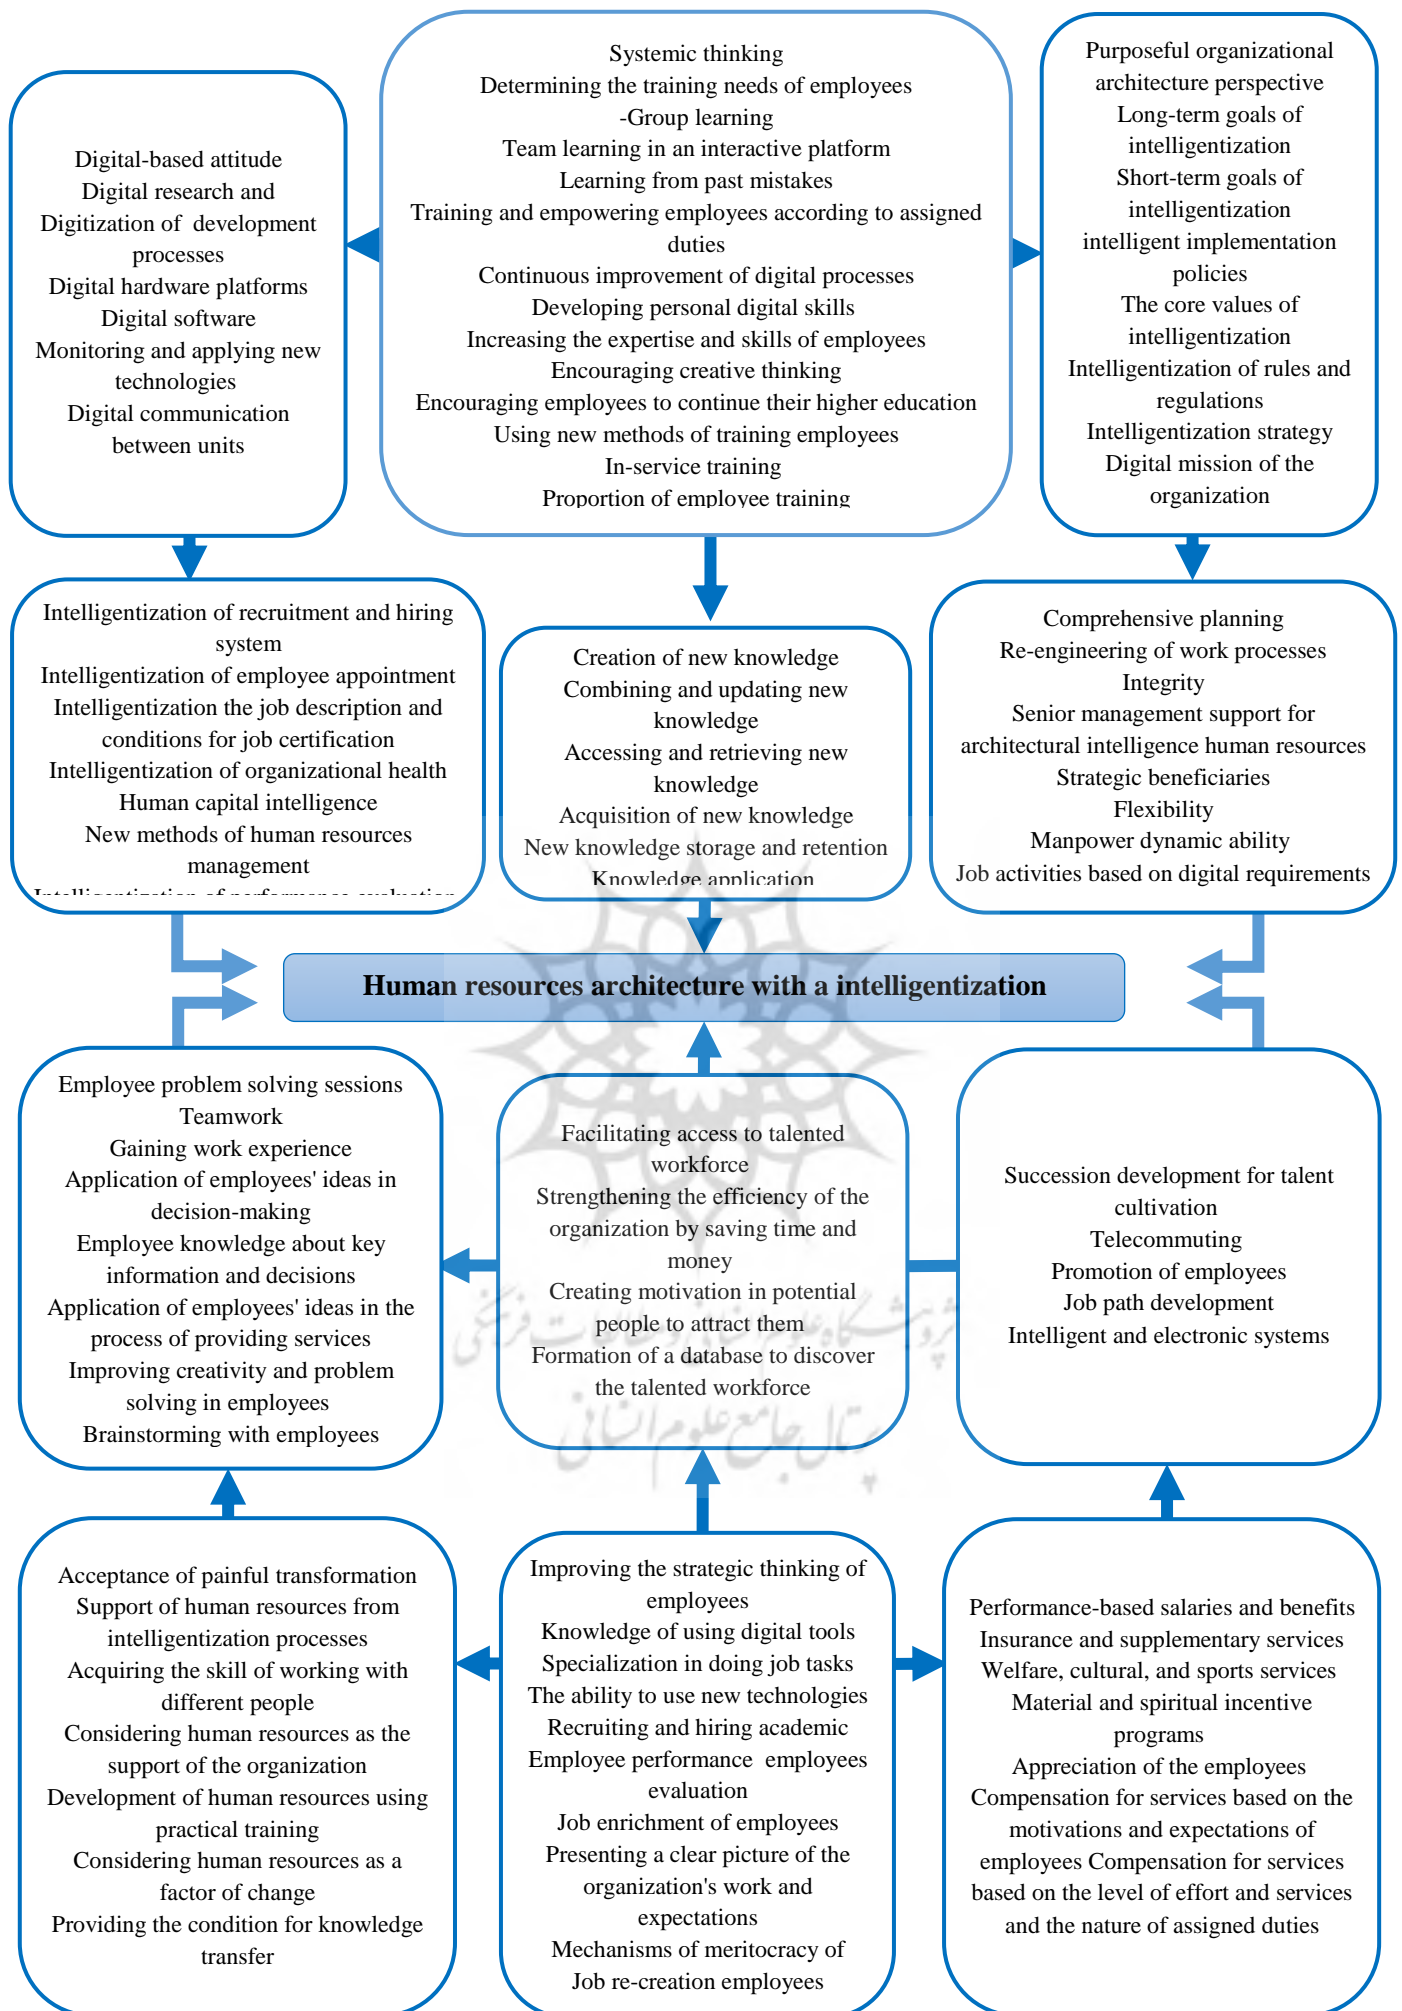 Digital-based attitude
Digital research and
Digitization of development
processes
Digital hardware platforms
Digital software
Monitoring and applying new
technologies
Digital communication
between units
Systemic thinking
Determining the training needs of employees
-Group learning
Team learning in an interactive platform
Learning from past mistakes
Training and empowering employees according to assigned
duties
Continuous improvement of digital processes
Developing personal digital skills
Increasing the expertise and skills of employees
Encouraging creative thinking
Encouraging employees to continue their higher education
Using new methods of training employees
In-service training
Proportion of employee training
Purposeful organizational
architecture perspective
Long-term goals of
intelligentization
Short-term goals of
intelligentization
intelligent implementation
policies
The core values of
intelligentization
Intelligentization of rules and
regulations
Intelligentization strategy
Digital mission of the
organization
Intelligentization of recruitment and hiring
system
Intelligentization of employee appointment
Intelligentization the job description and
conditions for job certification
Intelligentization of organizational health
Human capital intelligence
New methods of human resources
management
Intelligentization of performance evaluation
Creation of new knowledge
Combining and updating new
knowledge
Accessing and retrieving new
knowledge
Acquisition of new knowledge
New knowledge storage and retention
Knowledge application
Comprehensive planning
Re-engineering of work processes
Integrity
Senior management support for
architectural intelligence human resources
Strategic beneficiaries
Flexibility
Manpower dynamic ability
Job activities based on digital requirements
Human resources architecture with a intelligentization
Employee problem solving sessions
Teamwork
Gaining work experience
Application of employees' ideas in
decision-making
Employee knowledge about key
information and decisions
Application of employees' ideas in the
process of providing services
Improving creativity and problem
solving in employees
Brainstorming with employees
Facilitating access to talented
workforce
Strengthening the efficiency of the
organization by saving time and
money
Creating motivation in potential
people to attract them
Formation of a database to discover
the talented workforce
پژوهشگاه علوم انسانی و مطالعات فرهنگی
پرتال جامع علوم انسانی
Succession development for talent
cultivation
Telecommuting
Promotion of employees
Job path development
Intelligent and electronic systems
Acceptance of painful transformation
Support of human resources from
intelligentization processes
Acquiring the skill of working with
different people
Considering human resources as the
support of the organization
Development of human resources using
practical training
Considering human resources as a
factor of change
Providing the condition for knowledge
transfer
Improving the strategic thinking of
employees
Knowledge of using digital tools
Specialization in doing job tasks
The ability to use new technologies
Recruiting and hiring academic
Employee performance employees
evaluation
Job enrichment of employees
Presenting a clear picture of the
organization's work and
expectations
Mechanisms of meritocracy of
Job re-creation employees
Performance-based salaries and benefits
Insurance and supplementary services
Welfare, cultural, and sports services
Material and spiritual incentive
programs
Appreciation of the employees
Compensation for services based on the
motivations and expectations of
employees Compensation for services
based on the level of effort and services
and the nature of assigned duties